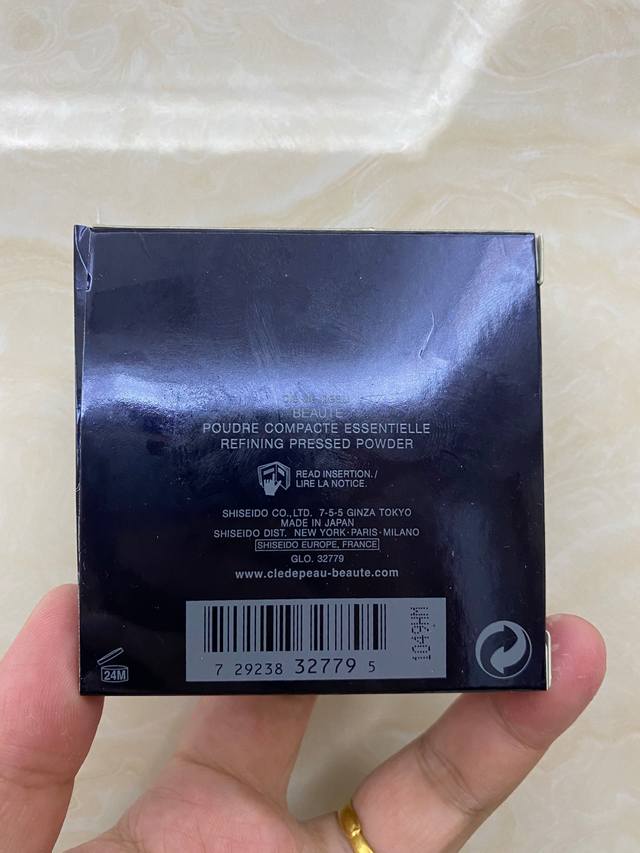 BEAUTÉ
POUDRE COMPACTE ESSENTIELLE
REFINING PRESSED POWDER
READ INSERTION./
LIRE LA NOTICE.
SHISEIDO CO.,LTD. 7-5-5 GINZA TOKYO
MADE IN JAPAN
SHISEIDO DIST. NEW YORK·PARIS·MILANO
SHISEIDO EUROPE, FRANCE
GLO. 32779
www.cledepeau-beaute.com
7 29238 32779 5
1049HM
24M